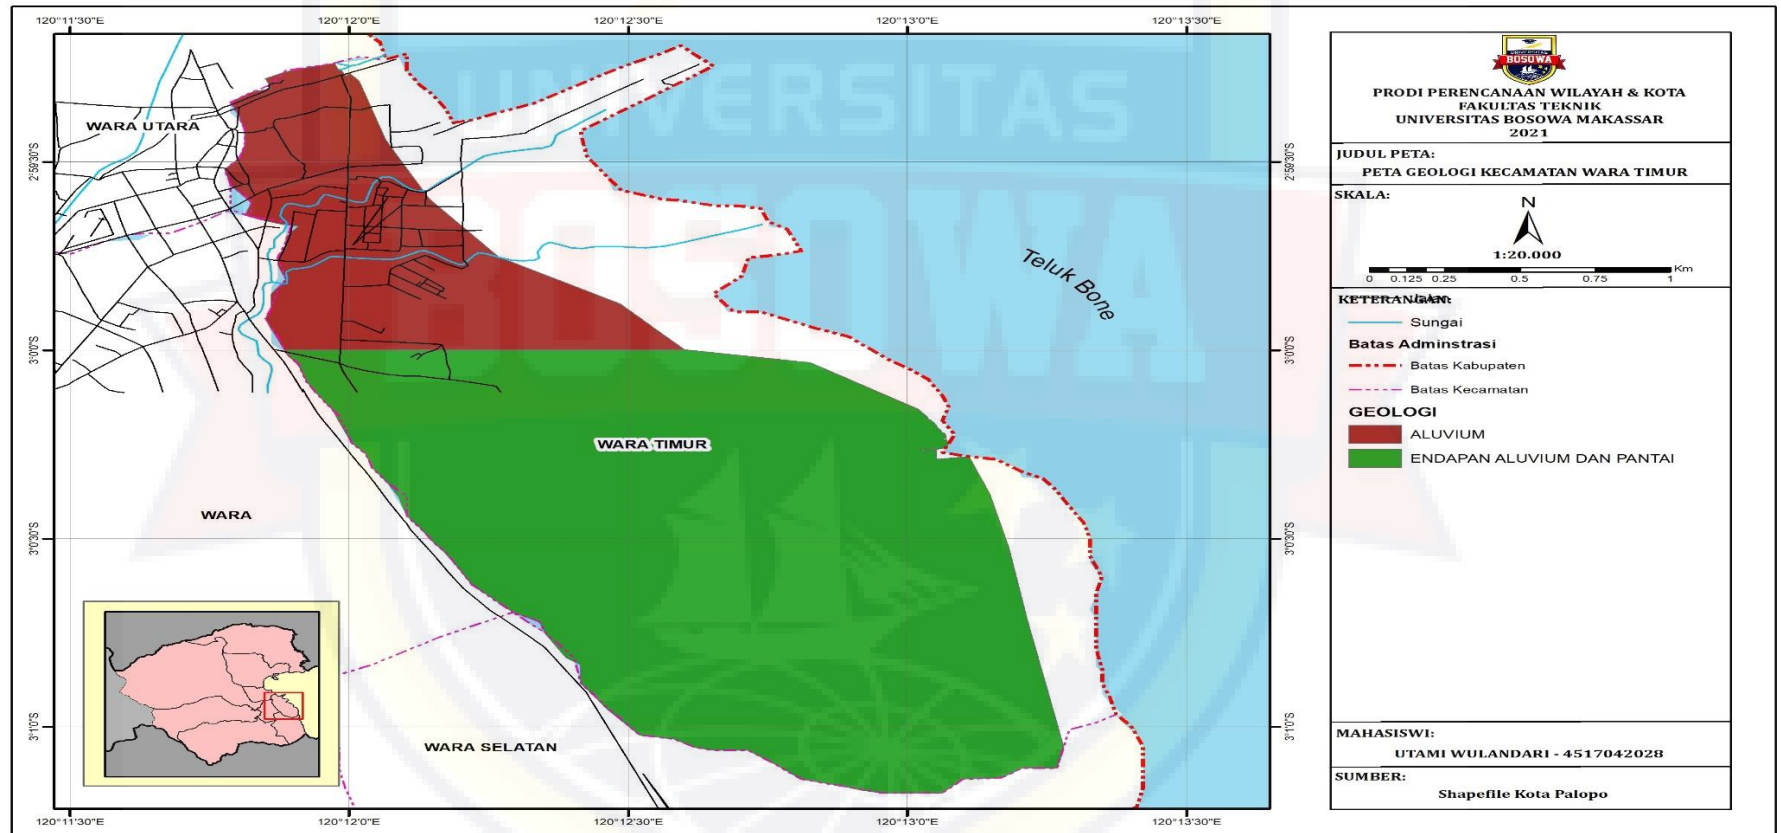 120°11'30"E 120°12'0"E 120°12'30"E 120°13'0"E 120°13'30"E
UNIVERSITAS
BOSOWA
WARA UTARA
2°59'30"S
2°59'30"S
Teluk Bone
3°0'0"S
3°0'0"S
WARA TIMUR
WARA
3°0'30"S
3°0'30"S
WARA SELATAN
3°1'0"S
3°1'0"S
120°11'30"E 120°12'0"E 120°12'30"E 120°13'0"E 120°13'30"E
UNIVERSITAS
BOSOWA
PRODI PERENCANAAN WILAYAH & KOTA
FAKULTAS TEKNIK
UNIVERSITAS BOSOWA MAKASSAR
2021
JUDUL PETA:
PETA GEOLOGI KECAMATAN WARA TIMUR
SKALA:
N
1:20.000
0 0.125 0.25 0.5 0.75 1 Km
KETERANGAN:
Jalan
Sungai
Batas Adminstrasi
Batas Kabupaten
Batas Kecamatan
GEOLOGI
ALUVIUM
ENDAPAN ALUVIUM DAN PANTAI
MAHASISWI:
UTAMI WULANDARI - 4517042028
SUMBER:
Shapefile Kota Palopo